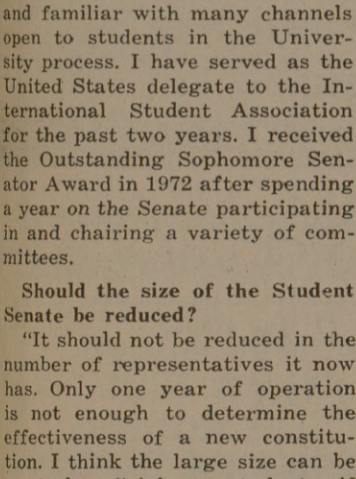 and familiar with many channels
open to students in the Univer-
sity process. I have served as the
United States delegate to the In-
ternational Student Association
for the past two years. I received
the Outstanding Sophomore Sen-
ator Award in 1972 after spending
a year on the Senate participating
in and chairing a variety of com-
mittees.
Should the size of the Student
Senate be reduced?
“It should not be reduced in the
number of representatives it now
has. Only one year of operation
is not enough to determine the
effectiveness of a new constitu-
tion. I think the large size can be